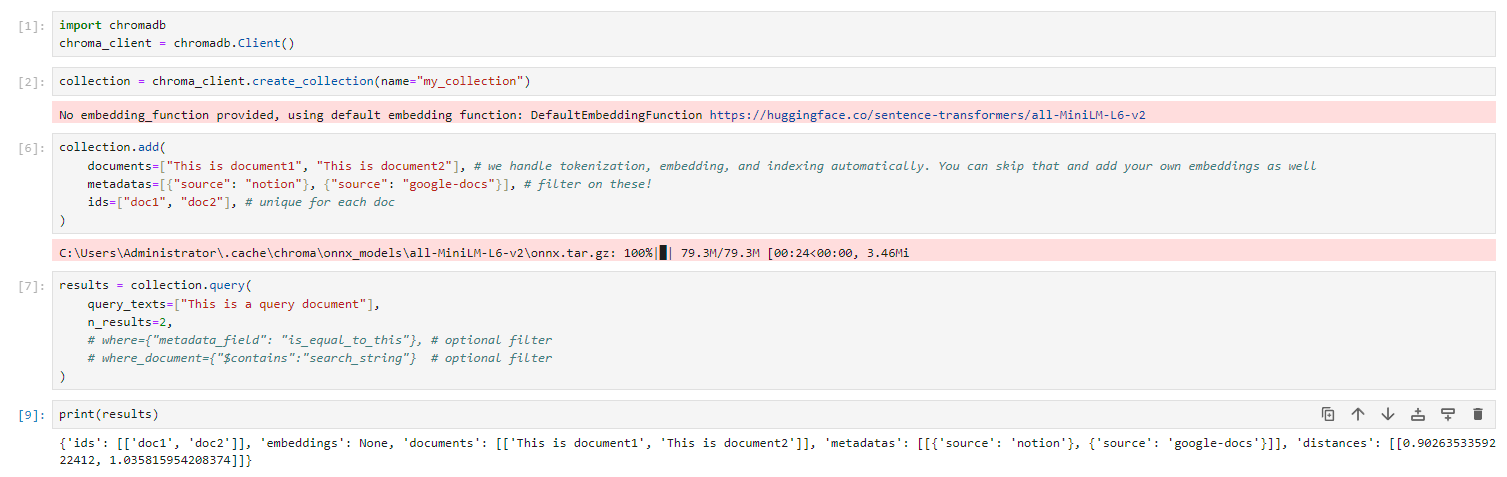 [1]: import chromadb
chroma_client = chromadb.Client()
[2]: collection = chroma_client.create_collection(name="my_collection")
No embedding_function provided, using default embedding function: DefaultEmbeddingFunction https://huggingface.co/sentence-transformers/all-MiniLM-L6-v2
[6]: collection.add(
    documents=["This is document1", "This is document2"], # we handle tokenization, embedding, and indexing automatically. You can skip that and add your own embeddings as well
    metadatas=[{"source": "notion"}, {"source": "google-docs"}], # filter on these!
    ids=["doc1", "doc2"], # unique for each doc
)
C:\Users\Administrator\.cache\chroma\onnx_models\all-MiniLM-L6-v2\onnx.tar.gz: 100%|█| 79.3M/79.3M [00:24<00:00, 3.46Mi
[7]: results = collection.query(
    query_texts=["This is a query document"],
    n_results=2,
    # where={"metadata_field": "is_equal_to_this"}, # optional filter
    # where_document={"$contains":"search_string"}  # optional filter
)
[9]: print(results)
{'ids': [['doc1', 'doc2']], 'embeddings': None, 'documents': [['This is document1', 'This is document2']], 'metadatas': [[{'source': 'notion'}, {'source': 'google-docs'}]], 'distances': [[0.90263533592
22412, 1.035815954208374]]}